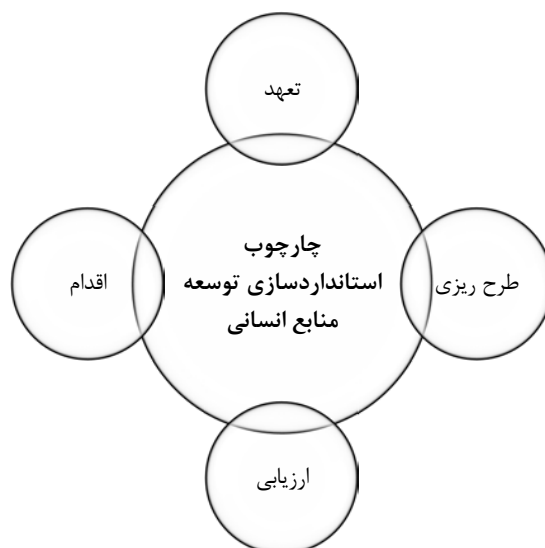 تعهد
چارچوب
استانداردسازی توسعه
منابع انسانی
طرح ریزی
اقدام
ارزیابی